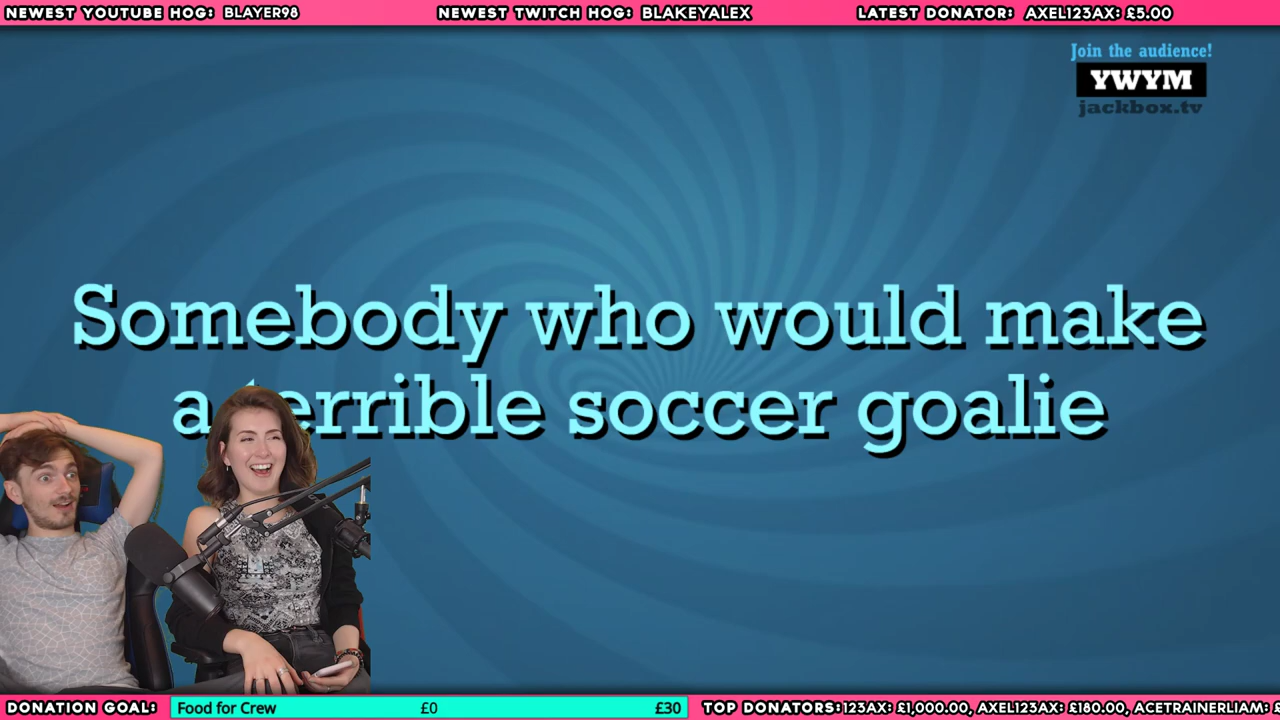 NEWEST YOUTUBE HOG: BLAYER98
NEWEST TWITCH HOG: BLAKEYALEX
LATEST DONATOR: AXEL123AX: £5.00
Join the audience!
YWYM
jackbox.tv
Somebody who would make
a terrible soccer goalie
DONATION GOAL: Food for Crew £0 £30
TOP DONATORS: 123AX: £1,000.00, AXEL123AX: £180.00, ACETRAINERLIAM: £